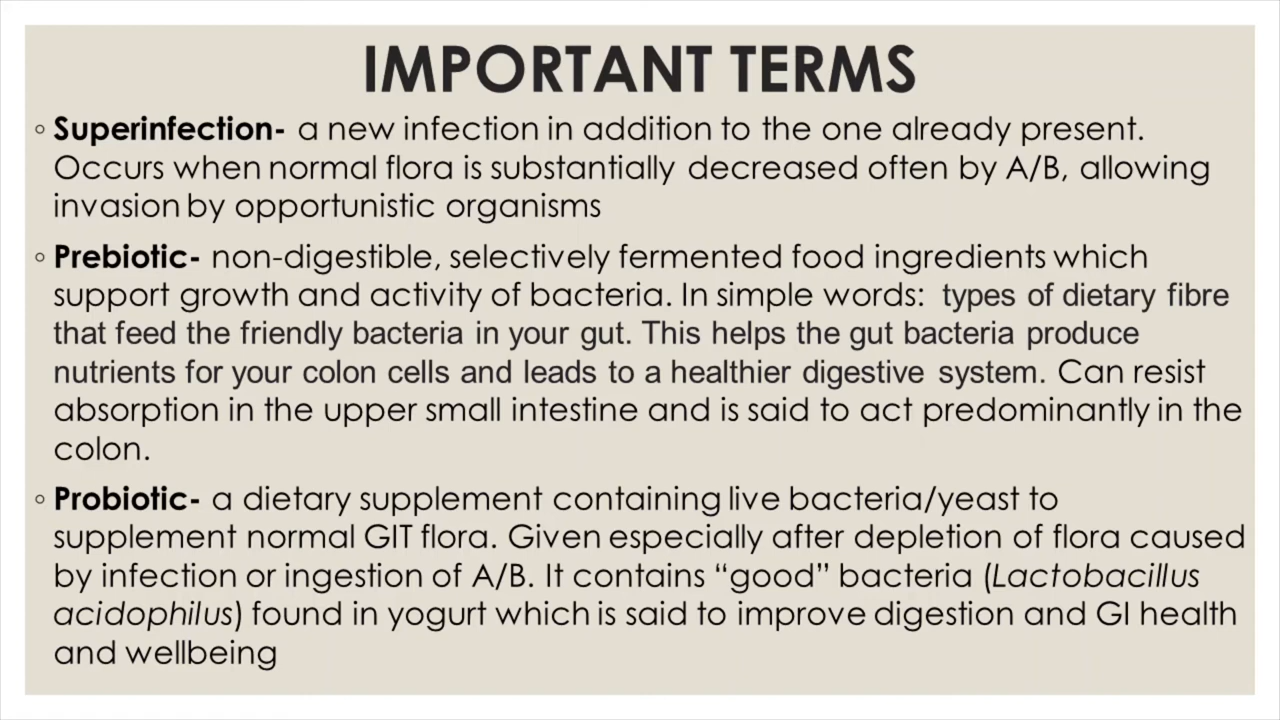 IMPORTANT TERMS
◦ Superinfection- a new infection in addition to the one already present.
Occurs when normal flora is substantially decreased often by A/B, allowing
invasion by opportunistic organisms
◦ Prebiotic- non-digestible, selectively fermented food ingredients which
support growth and activity of bacteria. In simple words: types of dietary fibre
that feed the friendly bacteria in your gut. This helps the gut bacteria produce
nutrients for your colon cells and leads to a healthier digestive system. Can resist
absorption in the upper small intestine and is said to act predominantly in the
colon.
◦ Probiotic- a dietary supplement containing live bacteria/yeast to
supplement normal GIT flora. Given especially after depletion of flora caused
by infection or ingestion of A/B. It contains “good” bacteria (Lactobacillus
acidophilus) found in yogurt which is said to improve digestion and GI health
and wellbeing